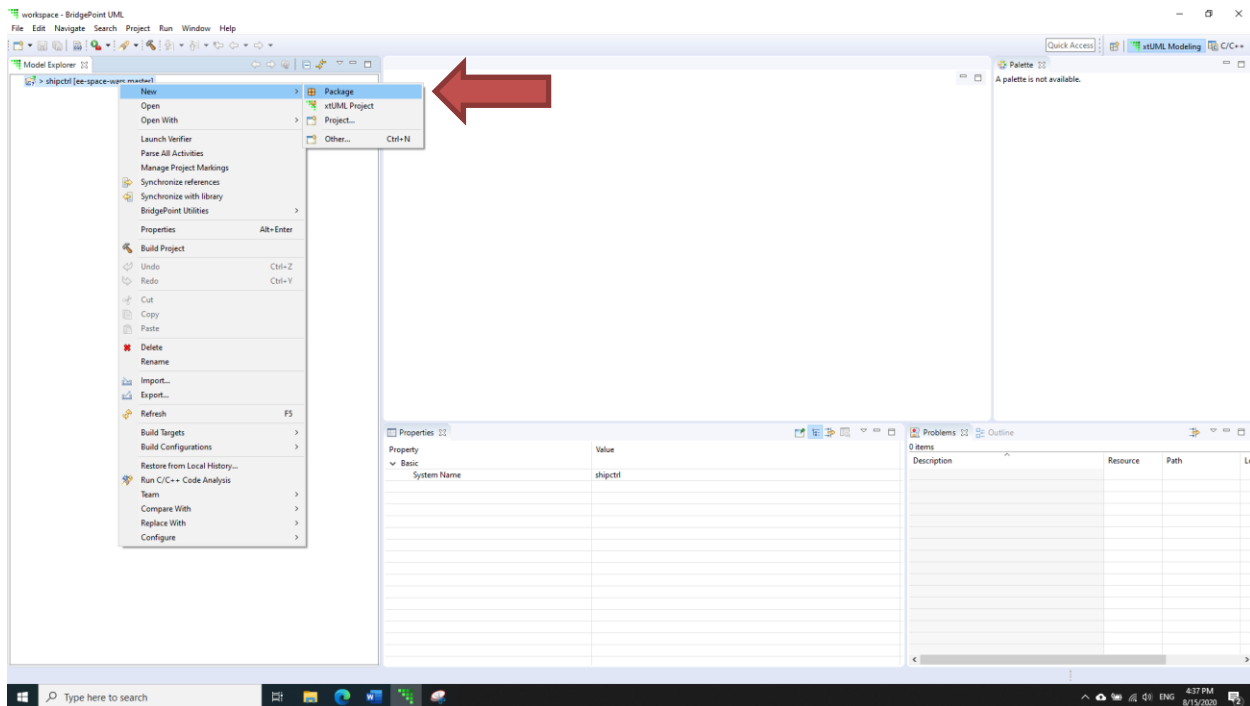 workspace - BridgePoint UML
File Edit Navigate Search Project Run Window Help
Quick Access
xtUML Modeling
C/C++
Model Explorer
> shipctrl [ee-space-wars master]
New
Open
Open With
Launch Verifier
Parse All Activities
Manage Project Markings
Synchronize references
Synchronize with library
BridgePoint Utilities
Properties Alt+Enter
Build Project
Undo Ctrl+Z
Redo Ctrl+Y
Cut
Copy
Paste
Delete
Rename
Import...
Export...
Refresh F5
Build Targets
Build Configurations
Restore from Local History...
Run C/C++ Code Analysis
Team
Compare With
Replace With
Configure
Package
xtUML Project
Project...
Other... Ctrl+N
Palette
A palette is not available.
Properties
Property Value
Basic
System Name shipctrl
Problems Outline
0 items
Description Resource Path
Type here to search
ENG
4:37 PM
8/15/2020